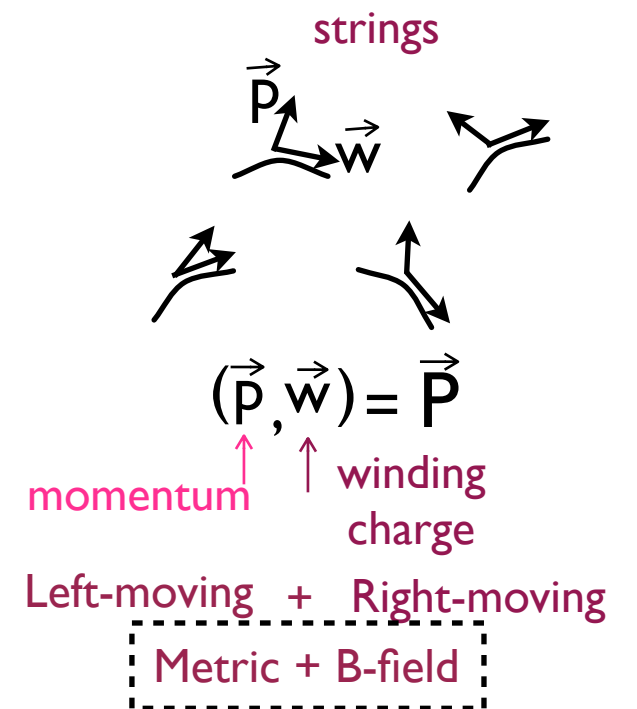 strings
p⃗
w⃗
(p⃗,w⃗) = P⃗
momentum
winding
charge
Left-moving + Right-moving
Metric + B-field